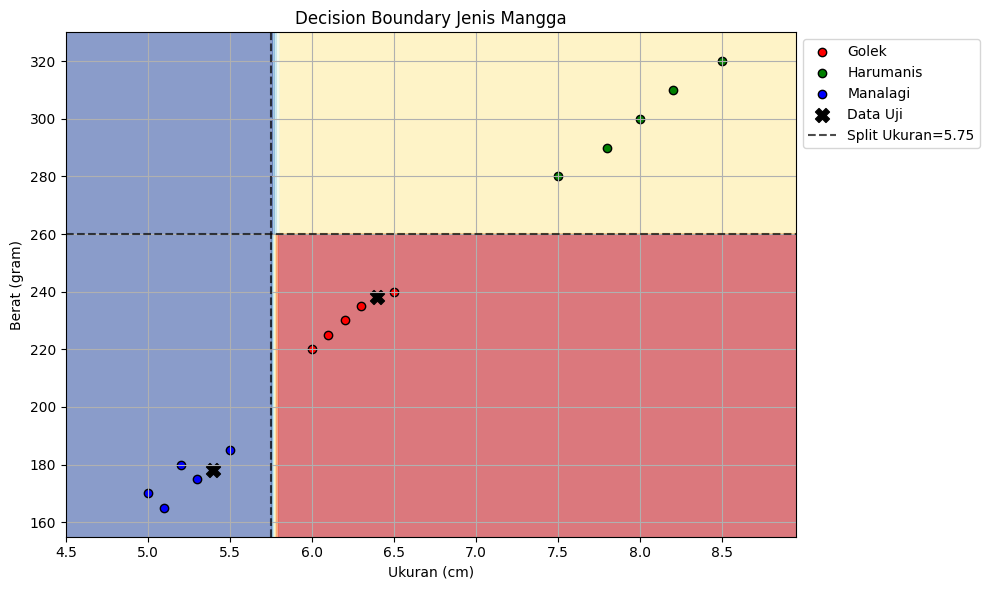 Decision Boundary Jenis Mangga
Golek
Harumanis
Manalagi
Data Uji
Split Ukuran=5.75
Berat (gram)
320
300
280
260
240
220
200
180
160
4.5 5.0 5.5 6.0 6.5 7.0 7.5 8.0 8.5
Ukuran (cm)